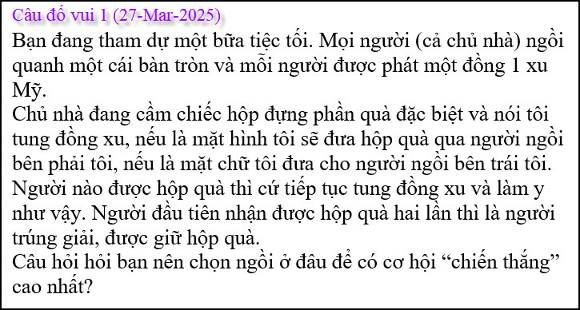 Câu đố vui 1 (27-Mar-2025)
Bạn đang tham dự một bữa tiệc tối. Mọi người (cả chủ nhà) ngồi
quanh một cái bàn tròn và mỗi người được phát một đồng 1 xu
Mỹ.
Chủ nhà đang cầm chiếc hộp đựng phần quà đặc biệt và nói tôi
tung đồng xu, nếu là mặt hình tôi sẽ đưa hộp quà qua người ngồi
bên phải tôi, nếu là mặt chữ tôi đưa cho người ngồi bên trái tôi.
Người nào được hộp quà thì cứ tiếp tục tung đồng xu và làm y
như vậy. Người đầu tiên nhận được hộp quà hai lần thì là người
trúng giải, được giữ hộp quà.
Câu hỏi hỏi bạn nên chọn ngồi ở đâu để có cơ hội “chiến thắng”
cao nhất?